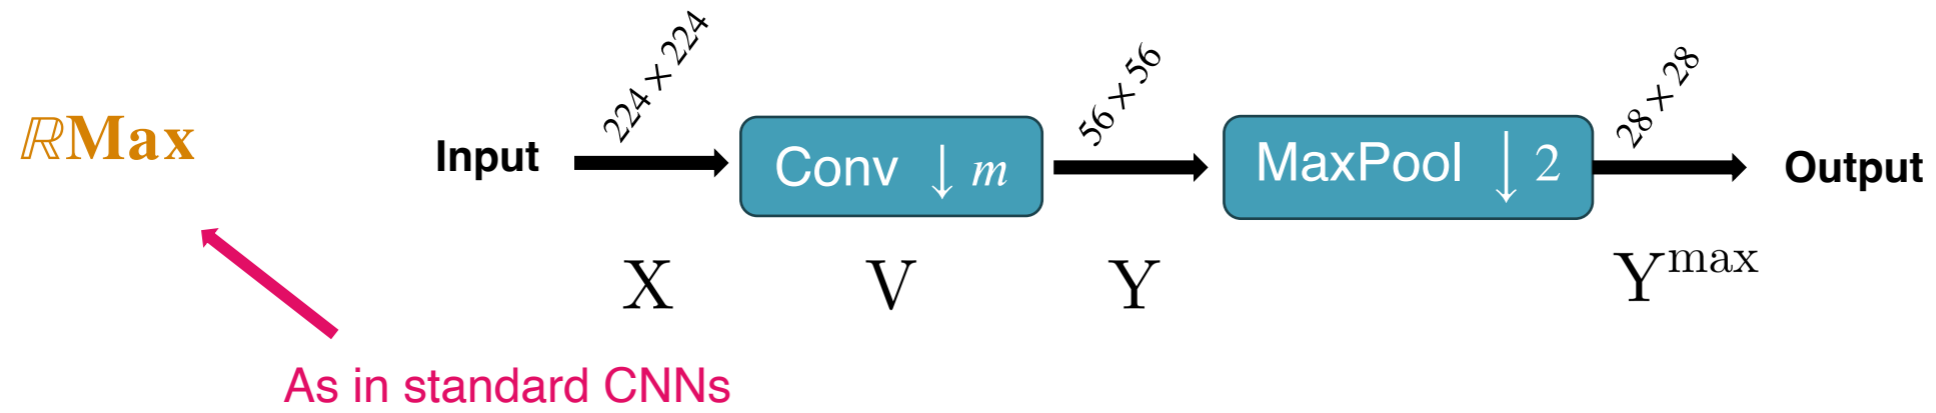 ℝMax
Input
224 × 224
Conv ↓ m
56 × 56
MaxPool ↓ 2
28 × 28
Output
X
V
Y
Y^max
As in standard CNNs